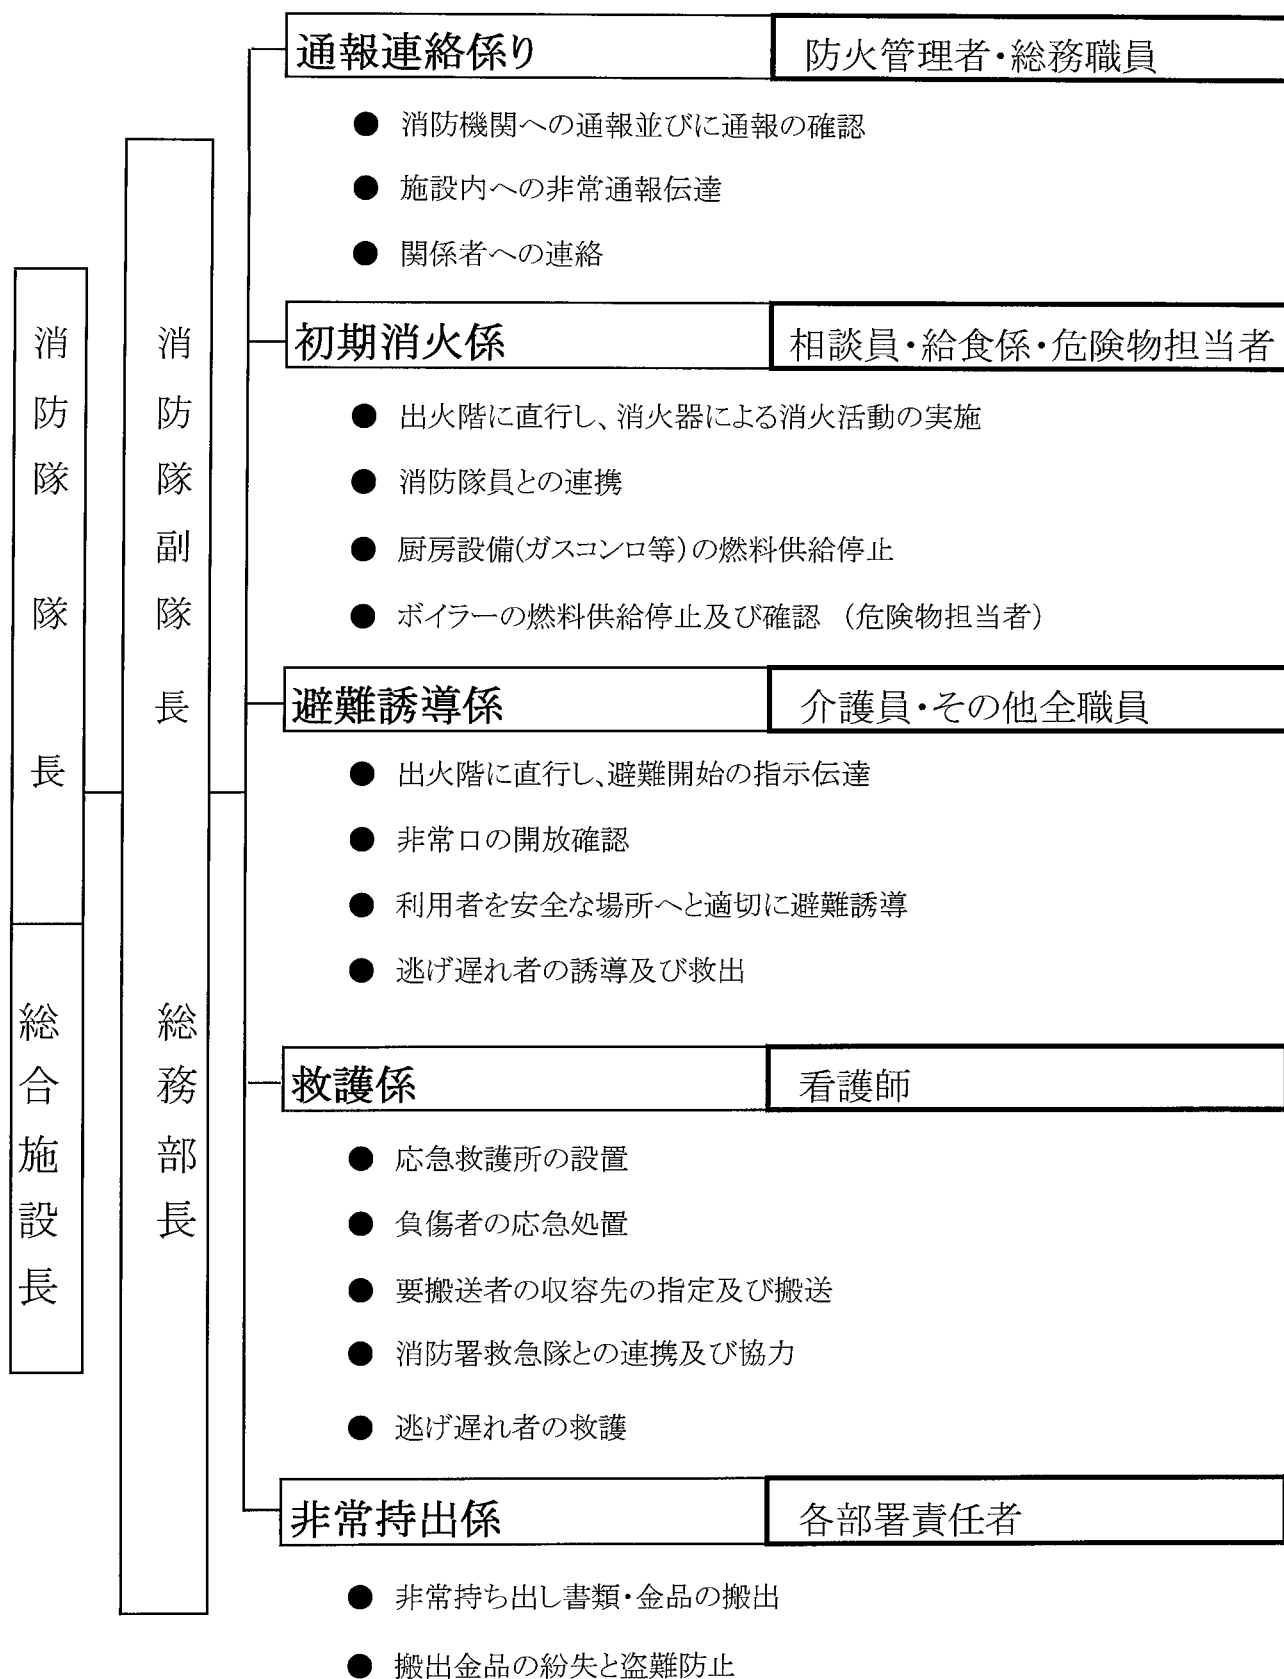 消防隊隊長
総合施設長
消防隊副隊長
総務部長
通報連絡係り
防火管理者・総務職員
● 消防機関への通報並びに通報の確認
● 施設内への非常通報伝達
● 関係者への連絡
初期消火係
相談員・給食係・危険物担当者
● 出火階に直行し、消火器による消火活動の実施
● 消防隊員との連携
● 厨房設備(ガスコンロ等)の燃料供給停止
● ボイラーの燃料供給停止及び確認 (危険物担当者)
避難誘導係
介護員・その他全職員
● 出火階に直行し、避難開始の指示伝達
● 非常口の開放確認
● 利用者を安全な場所へと適切に避難誘導
● 逃げ遅れ者の誘導及び救出
救護係
看護師
● 応急救護所の設置
● 負傷者の応急処置
● 要搬送者の収容先の指定及び搬送
● 消防署救急隊との連携及び協力
● 逃げ遅れ者の救護
非常持出係
各部署責任者
● 非常持ち出し書類・金品の搬出
● 搬出金品の紛失と盗難防止